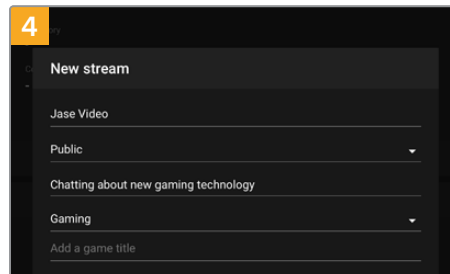 4
New stream
Jase Video
Public
Chatting about new gaming technology
Gaming
Add a game title